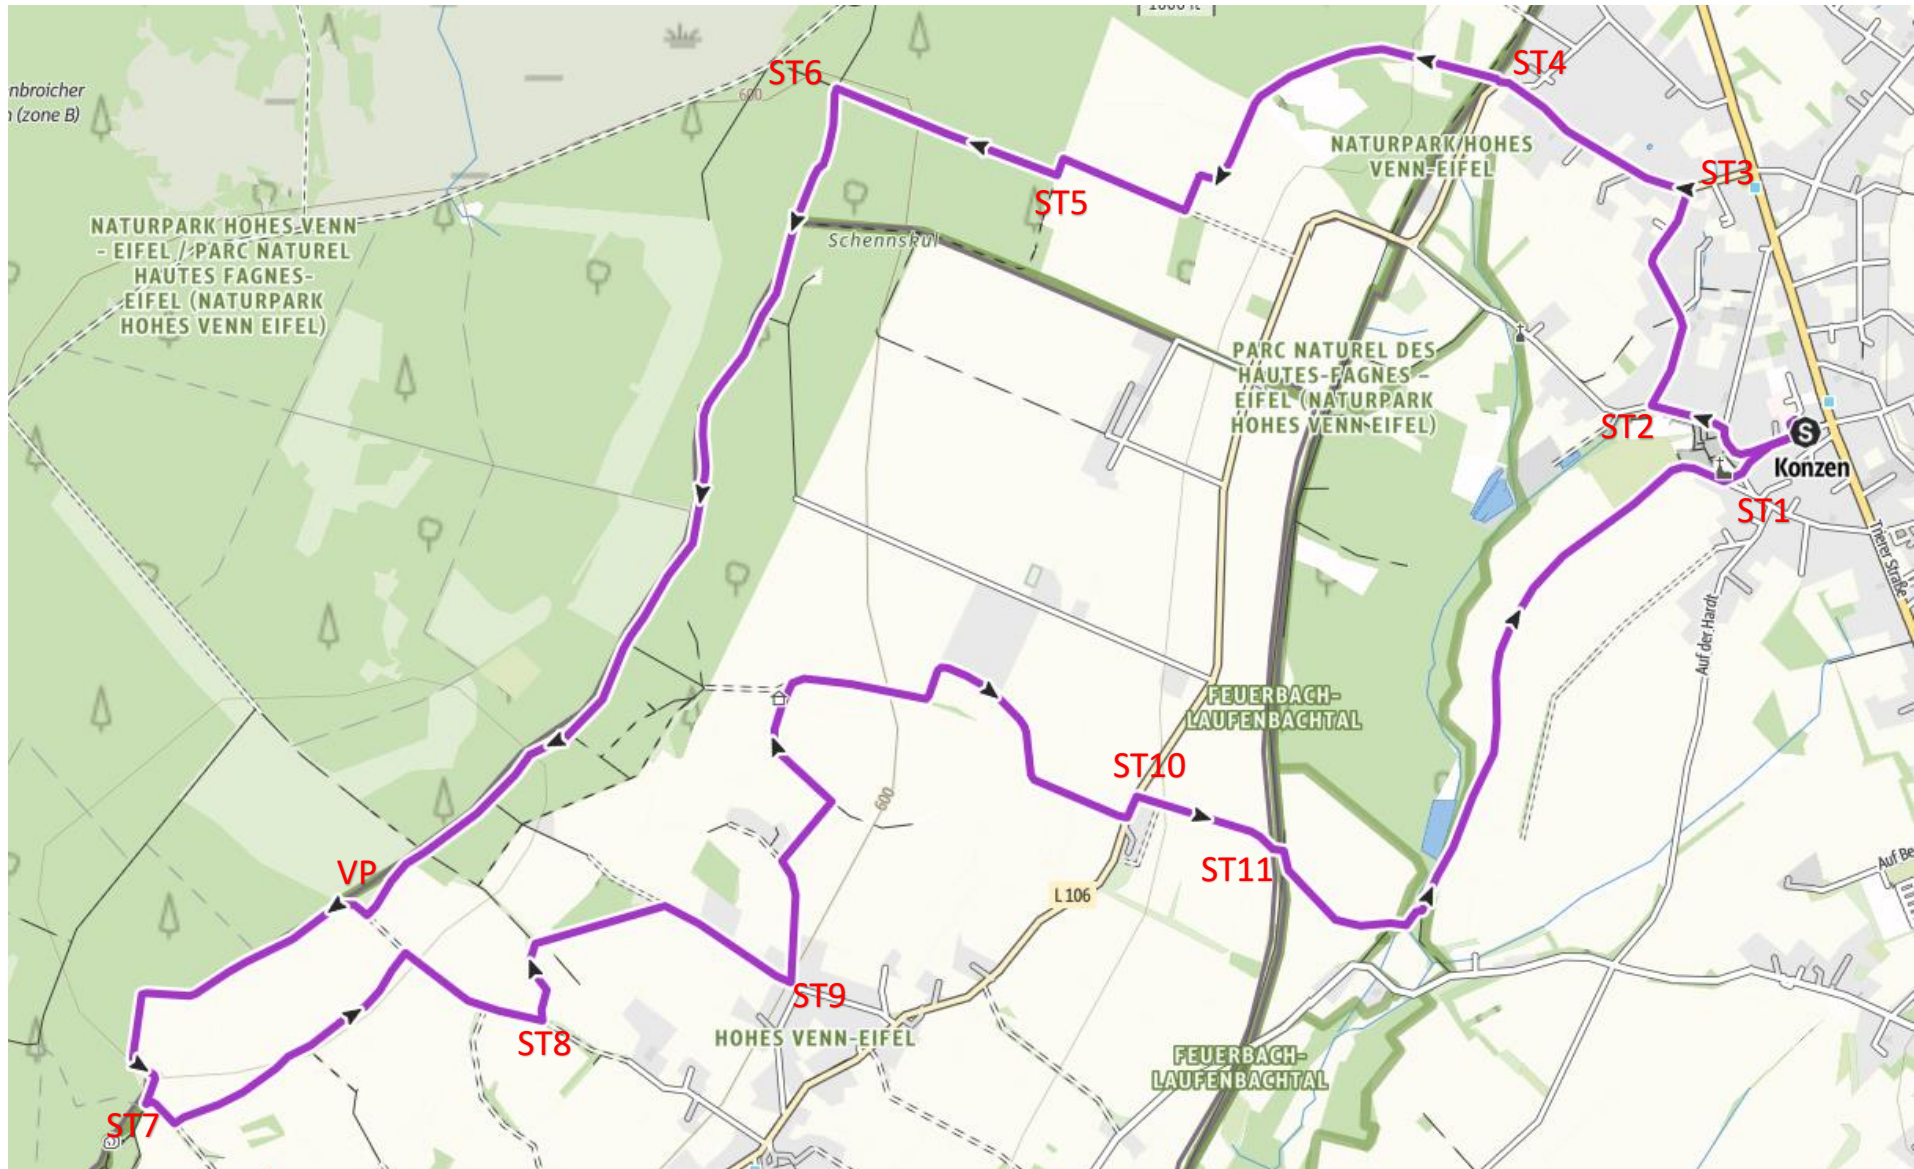 ST6
ST4
600
nbroicher
(zone B)
NATURPARK HOHES
VENN-EIFEL
ST3
ST5
NATURPARK HOHES VENN
- EIFEL / PARC NATUREL
HAUTES FAGNES-
EIFEL (NATURPARK
HOHES VENN EIFEL)
Schennskul
PARC NATUREL DES
HAUTES-FAGNES –
EIFEL (NATURPARK
HOHES VENN-EIFEL)
ST2
S
Konzen
ST1
Trierer Straße
Auf der Hardt
FEUERBACH-
LAUFENBACHTAL
ST10
600
VP
ST11
L 106
Auf Be
ST9
ST8
HOHES VENN-EIFEL
FEUERBACH-
LAUFENBACHTAL
ST7